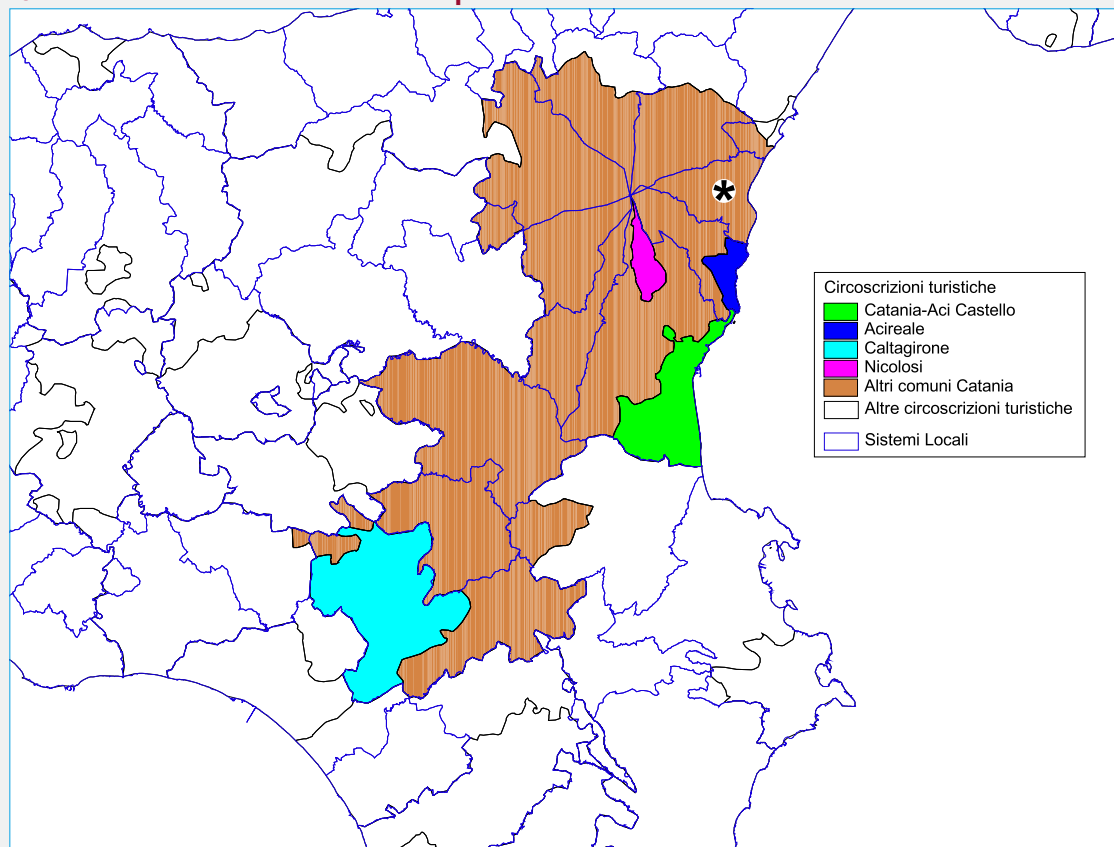 Circoscrizioni turistiche
Catania-Aci Castello
Acireale
Caltagirone
Nicolosi
Altri comuni Catania
Altre circoscrizioni turistiche
Sistemi Locali
*